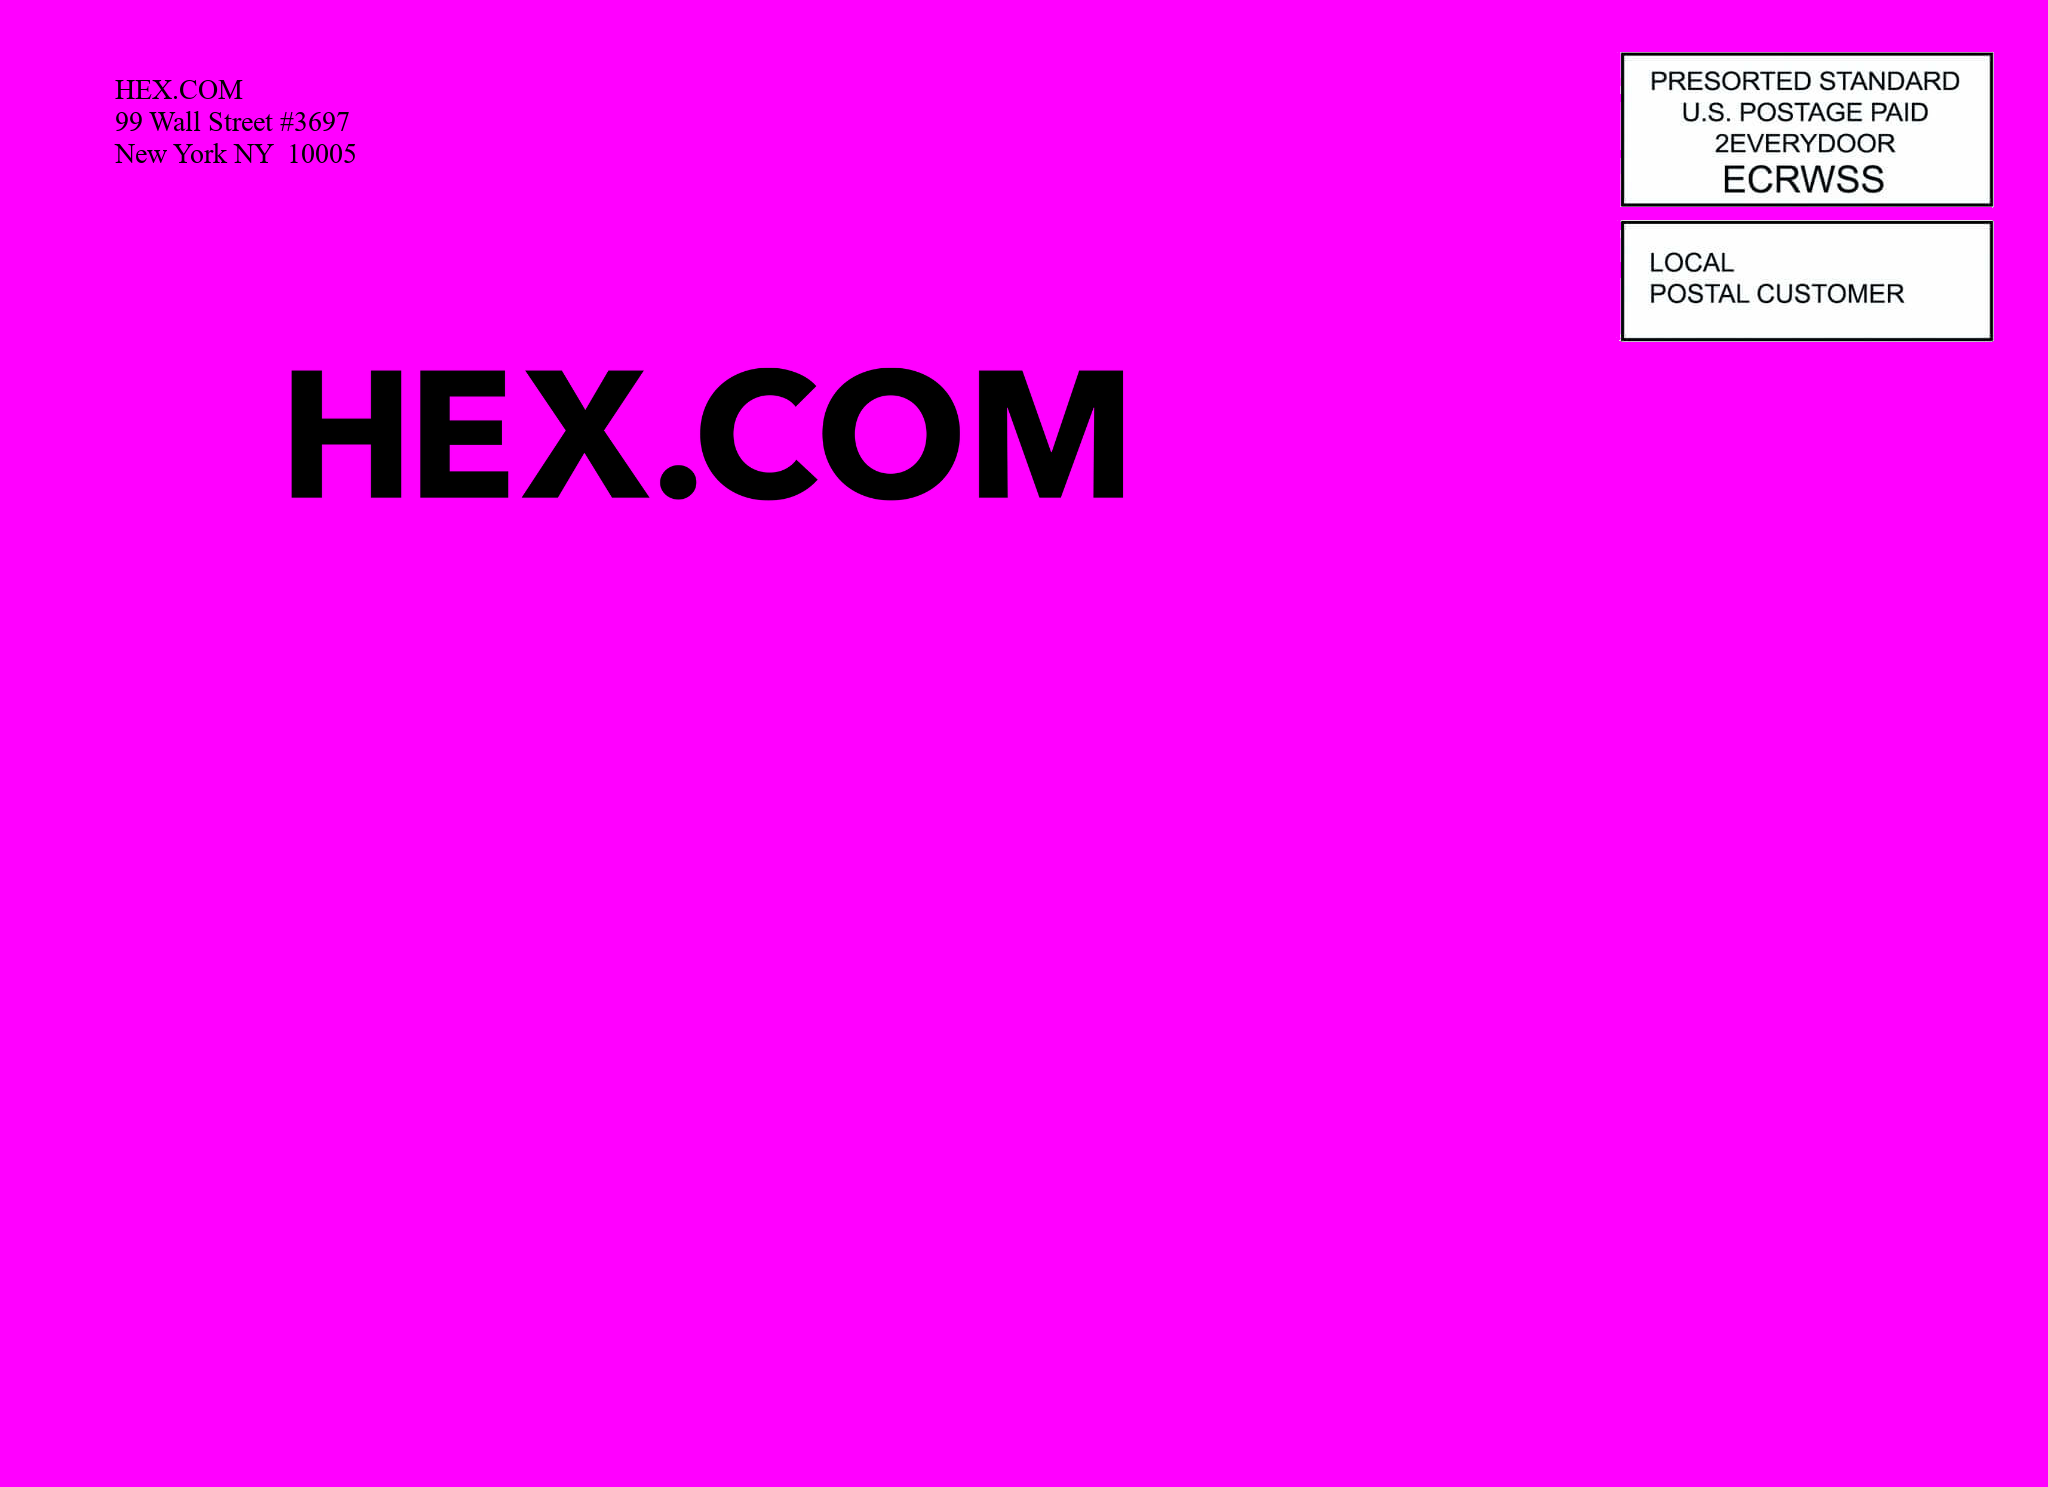 HEX.COM
99 Wall Street #3697
New York NY  10005
PRESORTED STANDARD
U.S. POSTAGE PAID
2EVERYDOOR
ECRWSS
LOCAL
POSTAL CUSTOMER
HEX.COM